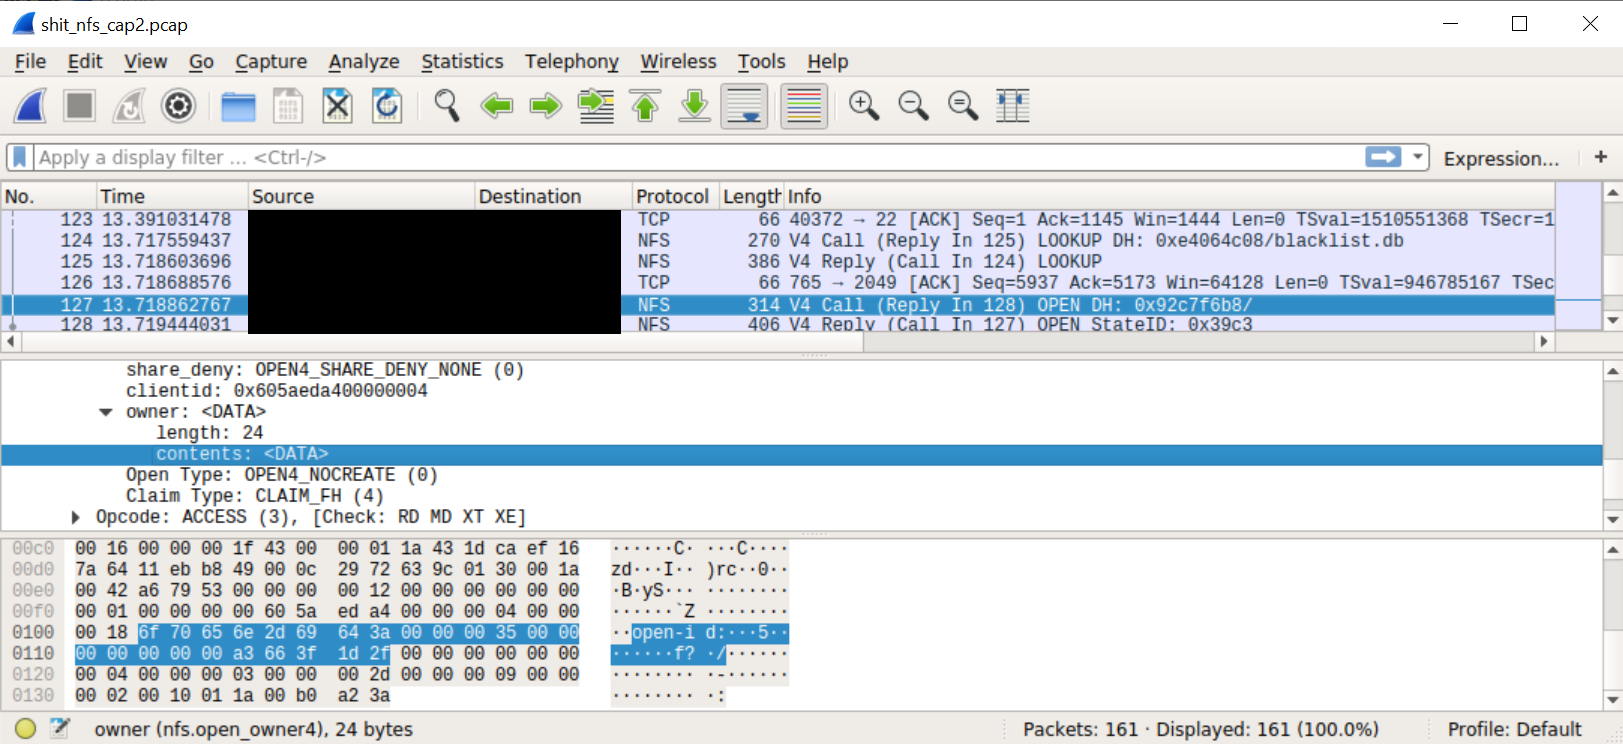 shit_nfs_cap2.pcap
File Edit View Go Capture Analyze Statistics Telephony Wireless Tools Help
Apply a display filter ... <Ctrl-/> Expression... +
No. Time Source Destination Protocol Length Info
123 13.391031478 TCP 66 40372 → 22 [ACK] Seq=1 Ack=1145 Win=1444 Len=0 TSval=1510551368 TSecr=1
124 13.717559437 NFS 270 V4 Call (Reply In 125) LOOKUP DH: 0xe4064c08/blacklist.db
125 13.718603696 NFS 386 V4 Reply (Call In 124) LOOKUP
126 13.718688576 TCP 66 765 → 2049 [ACK] Seq=5937 Ack=5173 Win=64128 Len=0 TSval=946785167 TSec
127 13.718862767 NFS 314 V4 Call (Reply In 128) OPEN DH: 0x92c7f6b8/
128 13.719444031 NFS 406 V4 Reply (Call In 127) OPEN StateID: 0x39c3
share_deny: OPEN4_SHARE_DENY_NONE (0)
clientid: 0x605aeda400000004
owner: <DATA>
length: 24
contents: <DATA>
Open Type: OPEN4_NOCREATE (0)
Claim Type: CLAIM_FH (4)
Opcode: ACCESS (3), [Check: RD MD XT XE]
00c0 00 16 00 00 00 1f 43 00 00 01 1a 43 1d ca ef 16 ······C· ···C····
00d0 7a 64 11 eb b8 49 00 0c 29 72 63 9c 01 30 00 1a zd···I·· )rc··0··
00e0 00 42 a6 79 53 00 00 00 00 12 00 00 00 00 00 00 ·B·yS··· ········
00f0 00 01 00 00 00 00 60 5a ed a4 00 00 00 04 00 00 ······`Z ········
0100 00 18 6f 70 65 6e 2d 69 64 3a 00 00 00 35 00 00 ··open-i d:···5··
0110 00 00 00 00 00 a3 66 3f 1d 2f 00 00 00 00 00 00 ······f? ·/······
0120 00 04 00 00 00 03 00 00 00 2d 00 00 00 09 00 00 ········ ·-······
0130 00 02 00 10 01 1a 00 b0 a2 3a ········ ·:
owner (nfs.open_owner4), 24 bytes Packets: 161 · Displayed: 161 (100.0%) Profile: Default